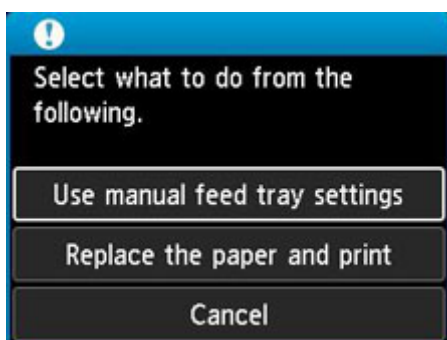 Select what to do from the
following.
Use manual feed tray settings
Replace the paper and print
Cancel